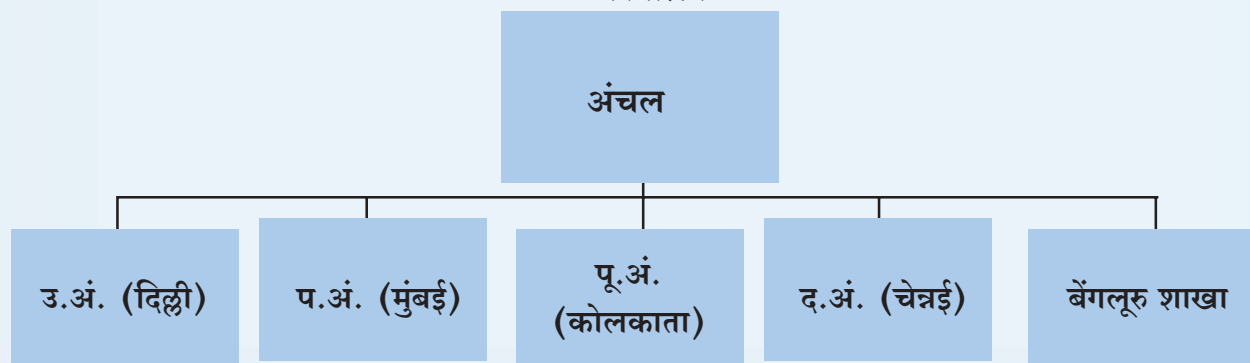 अंचल
उ.अं. (दिल्ली)
प.अं. (मुंबई)
पू.अं.
(कोलकाता)
द.अं. (चेन्नई)
बेंगलूरु शाखा